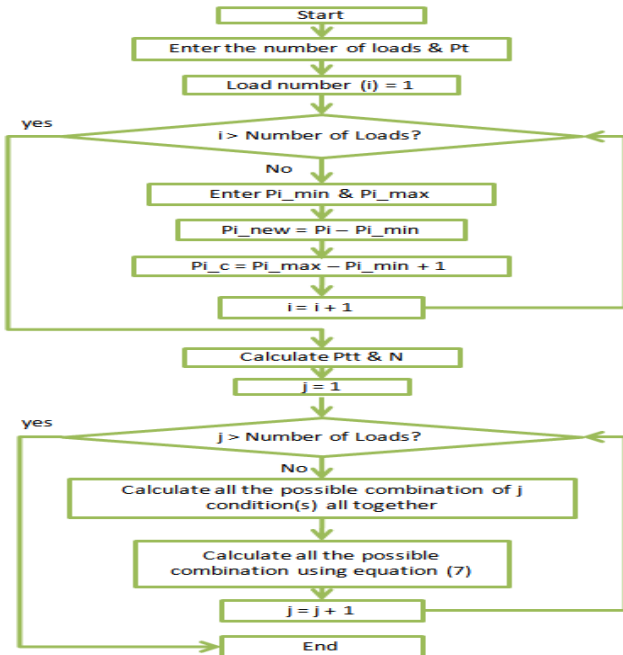 Start
Enter the number of loads & Pt
Load number (i) = 1
yes
i > Number of Loads?
No
Enter Pi_min & Pi_max
Pi_new = Pi – Pi_min
Pi_c = Pi_max – Pi_min + 1
i = i + 1
Calculate Ptt & N
j = 1
yes
j > Number of Loads?
No
Calculate all the possible combination of j
condition(s) all together
Calculate all the possible
combination using equation (7)
j = j + 1
End